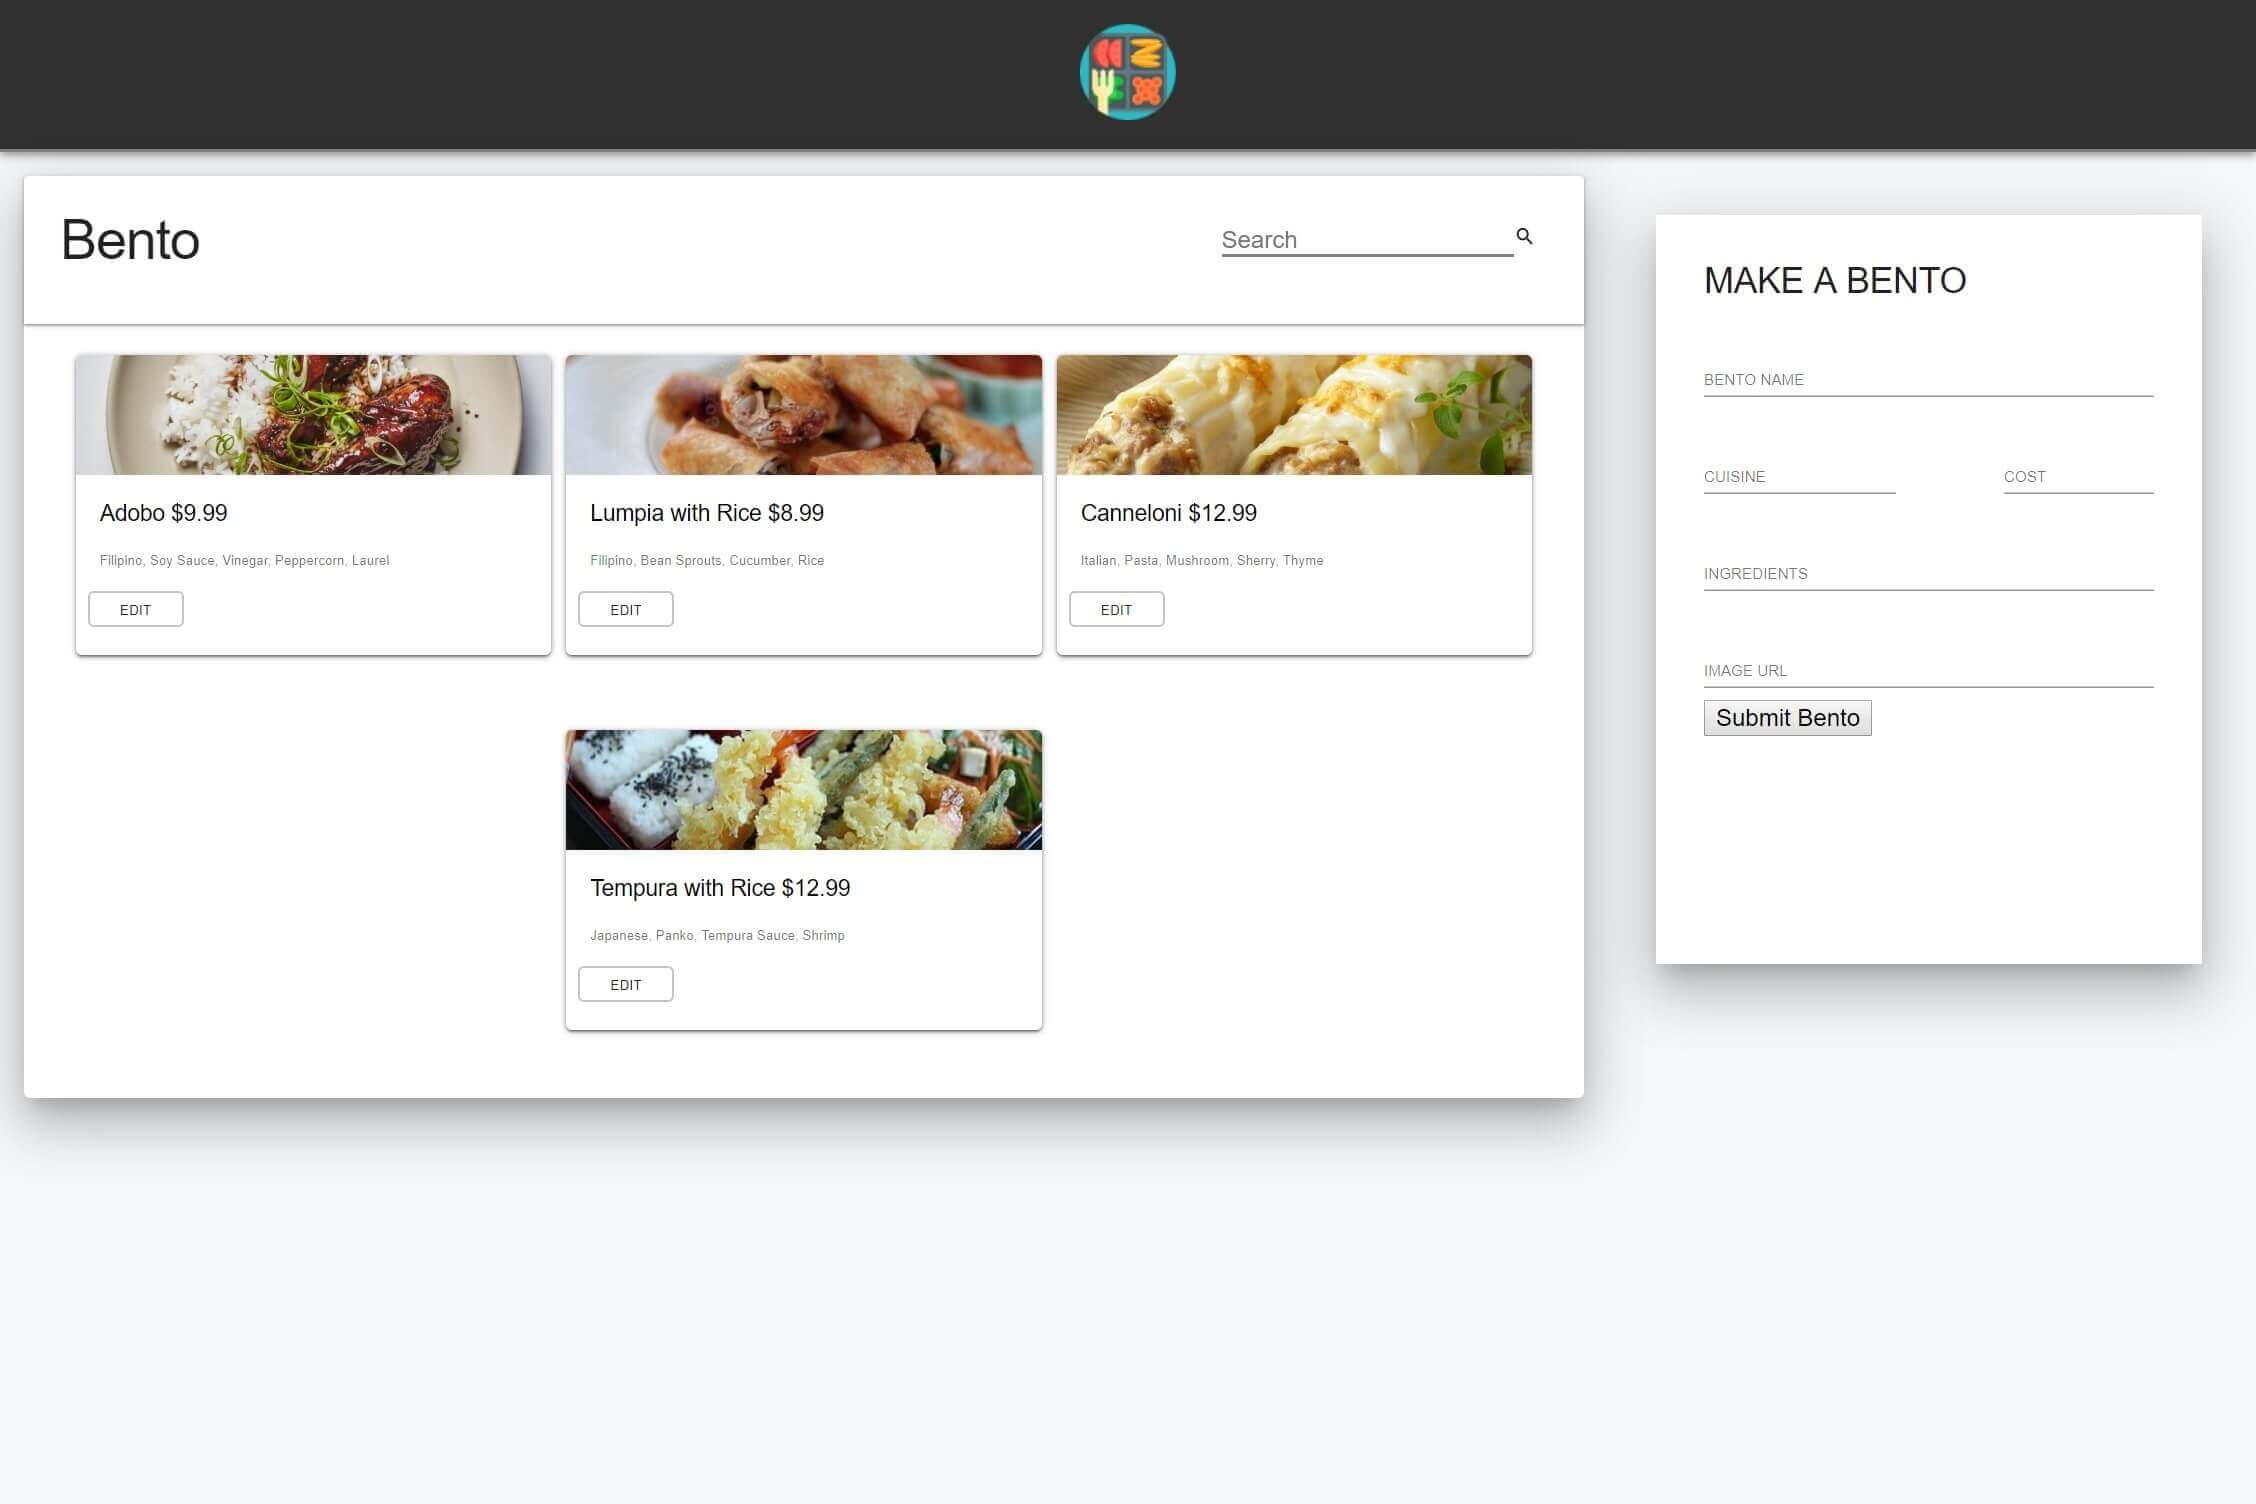 Bento
Search
Adobo $9.99
Filipino, Soy Sauce, Vinegar, Peppercorn, Laurel
EDIT
Lumpia with Rice $8.99
Filipino, Bean Sprouts, Cucumber, Rice
EDIT
Canneloni $12.99
Italian, Pasta, Mushroom, Sherry, Thyme
EDIT
Tempura with Rice $12.99
Japanese, Panko, Tempura Sauce, Shrimp
EDIT
MAKE A BENTO
BENTO NAME
CUISINE
COST
INGREDIENTS
IMAGE URL
Submit Bento